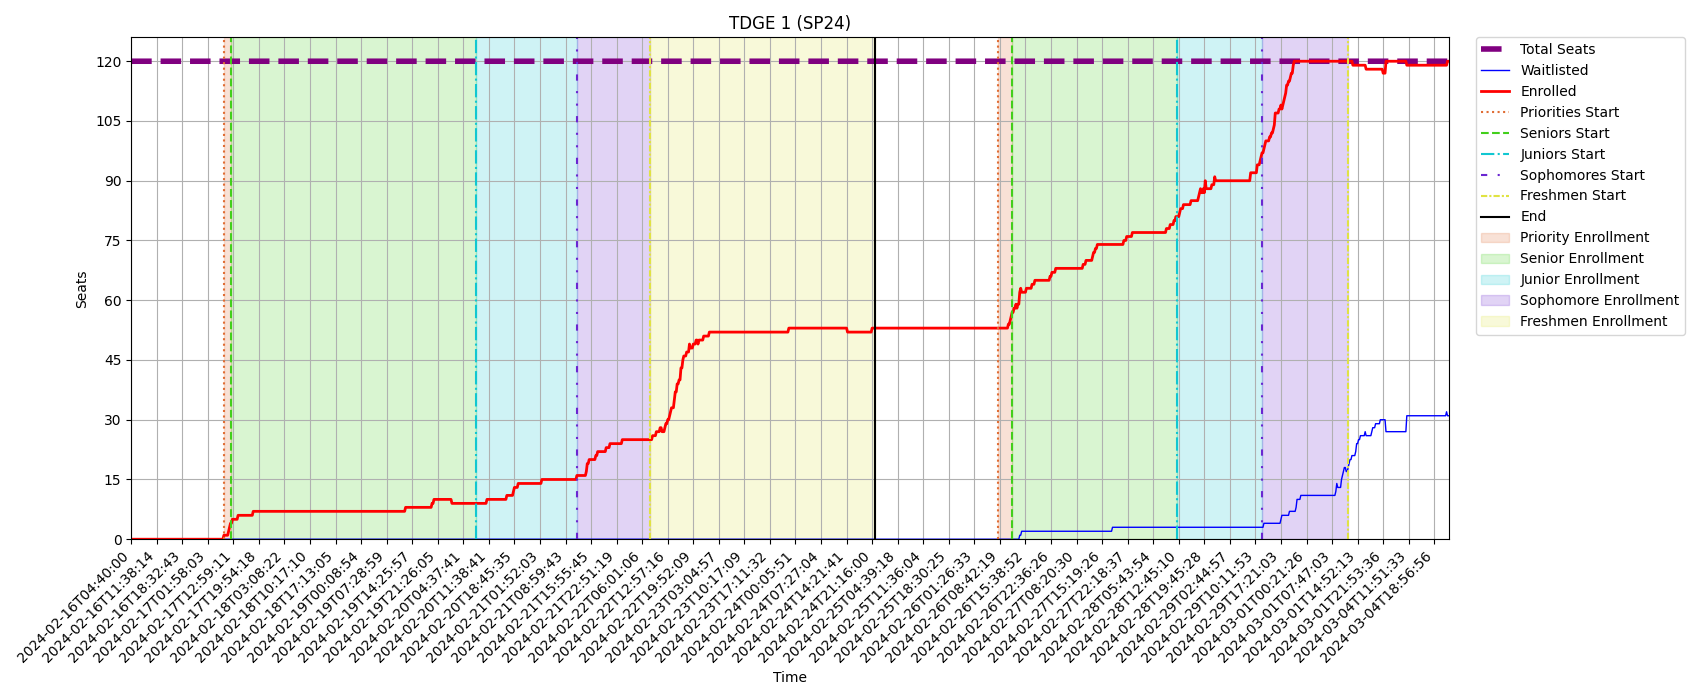 TDGE 1 (SP24)
Seats
120
105
90
75
60
45
30
15
0
2024-02-16T04:40:00
2024-02-16T11:38:14
2024-02-16T18:32:43
2024-02-17T01:58:03
2024-02-17T12:59:11
2024-02-17T19:54:18
2024-02-18T03:08:22
2024-02-18T10:17:10
2024-02-18T17:13:05
2024-02-19T00:08:54
2024-02-19T07:28:59
2024-02-19T14:25:57
2024-02-19T21:26:05
2024-02-20T04:37:41
2024-02-20T11:38:41
2024-02-20T18:45:35
2024-02-21T01:52:03
2024-02-21T08:59:43
2024-02-21T15:55:45
2024-02-21T22:51:19
2024-02-22T06:01:06
2024-02-22T12:57:16
2024-02-22T19:52:09
2024-02-23T03:04:57
2024-02-23T10:17:09
2024-02-23T17:11:32
2024-02-24T00:05:51
2024-02-24T07:27:04
2024-02-24T14:21:41
2024-02-24T21:16:00
2024-02-25T04:39:18
2024-02-25T11:36:04
2024-02-25T18:30:25
2024-02-26T01:26:33
2024-02-26T08:42:19
2024-02-26T15:38:52
2024-02-26T22:36:26
2024-02-27T08:20:30
2024-02-27T15:19:26
2024-02-27T22:18:37
2024-02-28T05:43:54
2024-02-28T12:45:10
2024-02-28T19:45:28
2024-02-29T02:44:57
2024-02-29T10:11:53
2024-02-29T17:21:03
2024-03-01T00:21:26
2024-03-01T07:47:03
2024-03-01T14:52:13
2024-03-01T21:53:36
2024-03-04T11:51:33
2024-03-04T18:56:56
Time
Total Seats
Waitlisted
Enrolled
Priorities Start
Seniors Start
Juniors Start
Sophomores Start
Freshmen Start
End
Priority Enrollment
Senior Enrollment
Junior Enrollment
Sophomore Enrollment
Freshmen Enrollment